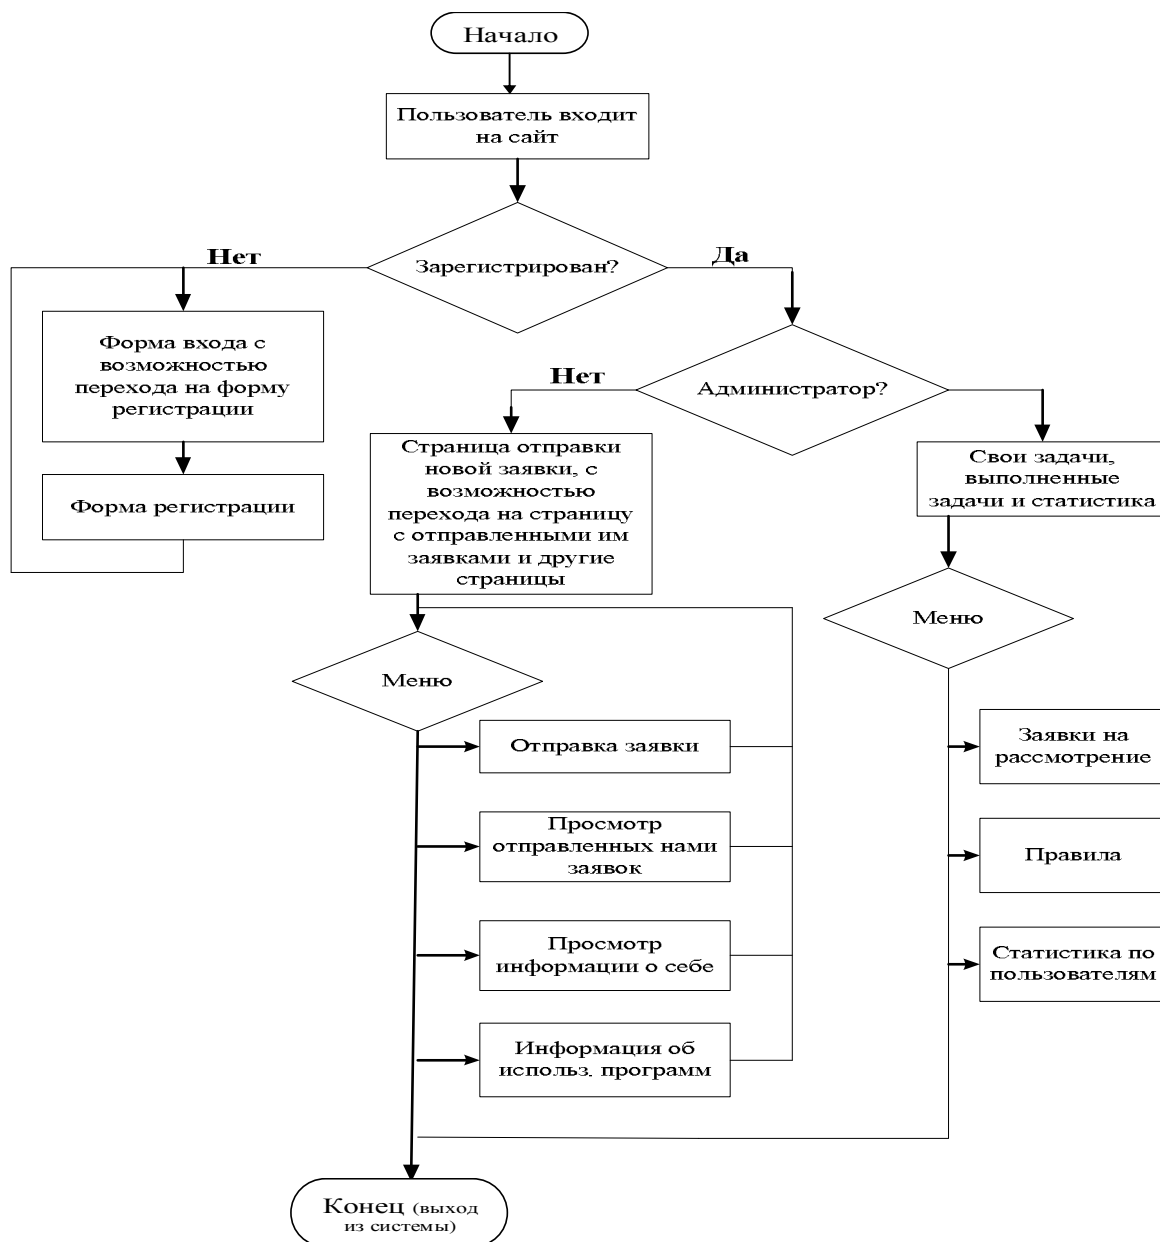 Начало
Пользователь входит
на сайт
Нет
Да
Зарегистрирован?
Форма входа с
возможностью
перехода на форму
регистрации
Форма регистрации
Нет
Администратор?
Страница отправки
новой заявки, с
возможностью
перехода на страницу
с отправленными им
заявками и другие
страницы
Свои задачи,
выполненные
задачи и статистика
Меню
Меню
Отправка заявки
Просмотр
отправленных нами
заявок
Просмотр
информации о себе
Информация об
использ. программ
Заявки на
рассмотрение
Правила
Статистика по
пользователям
Конец (выход
из системы)